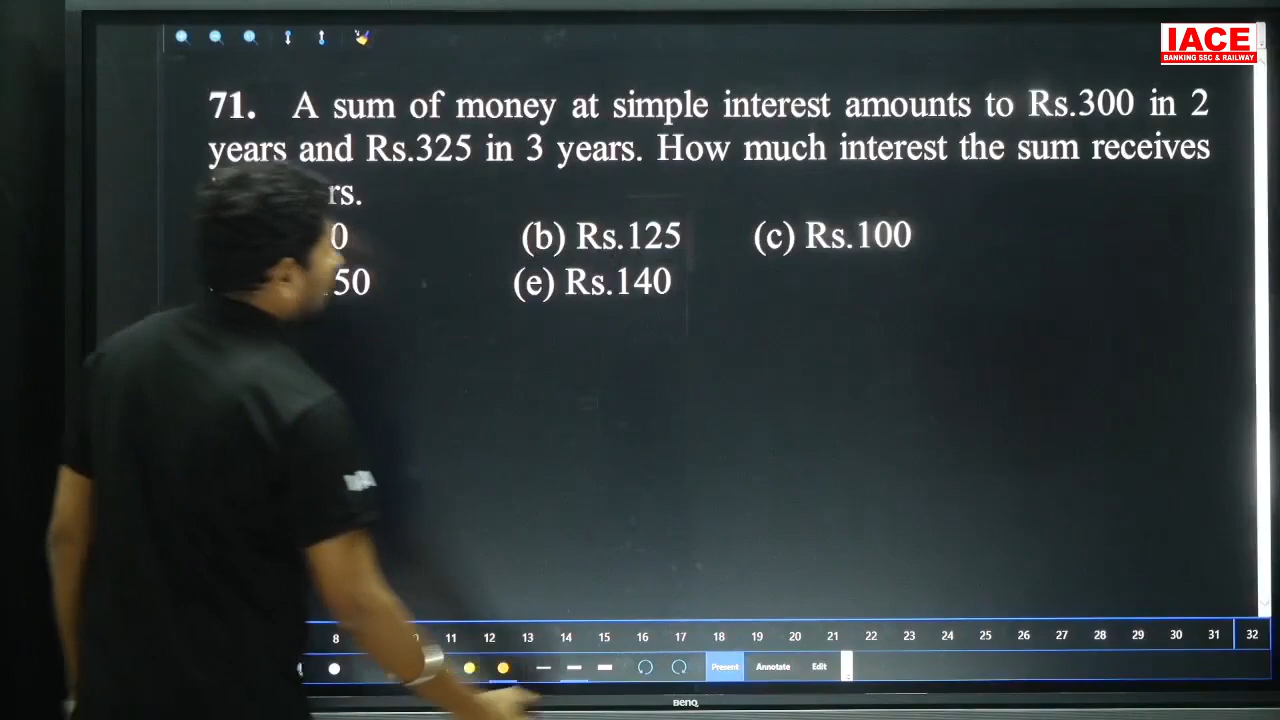 IACE
BANKING SSC & RAILWAY
71. A sum of money at simple interest amounts to Rs.300 in 2
years and Rs.325 in 3 years. How much interest the sum receives
rs.
0 (b) Rs.125 (c) Rs.100
50 (e) Rs.140
8 11 12 13 14 15 16 17 18 19 20 21 22 23 24 25 26 27 28 29 30 31 32
Present Annotate Edit
BenQ